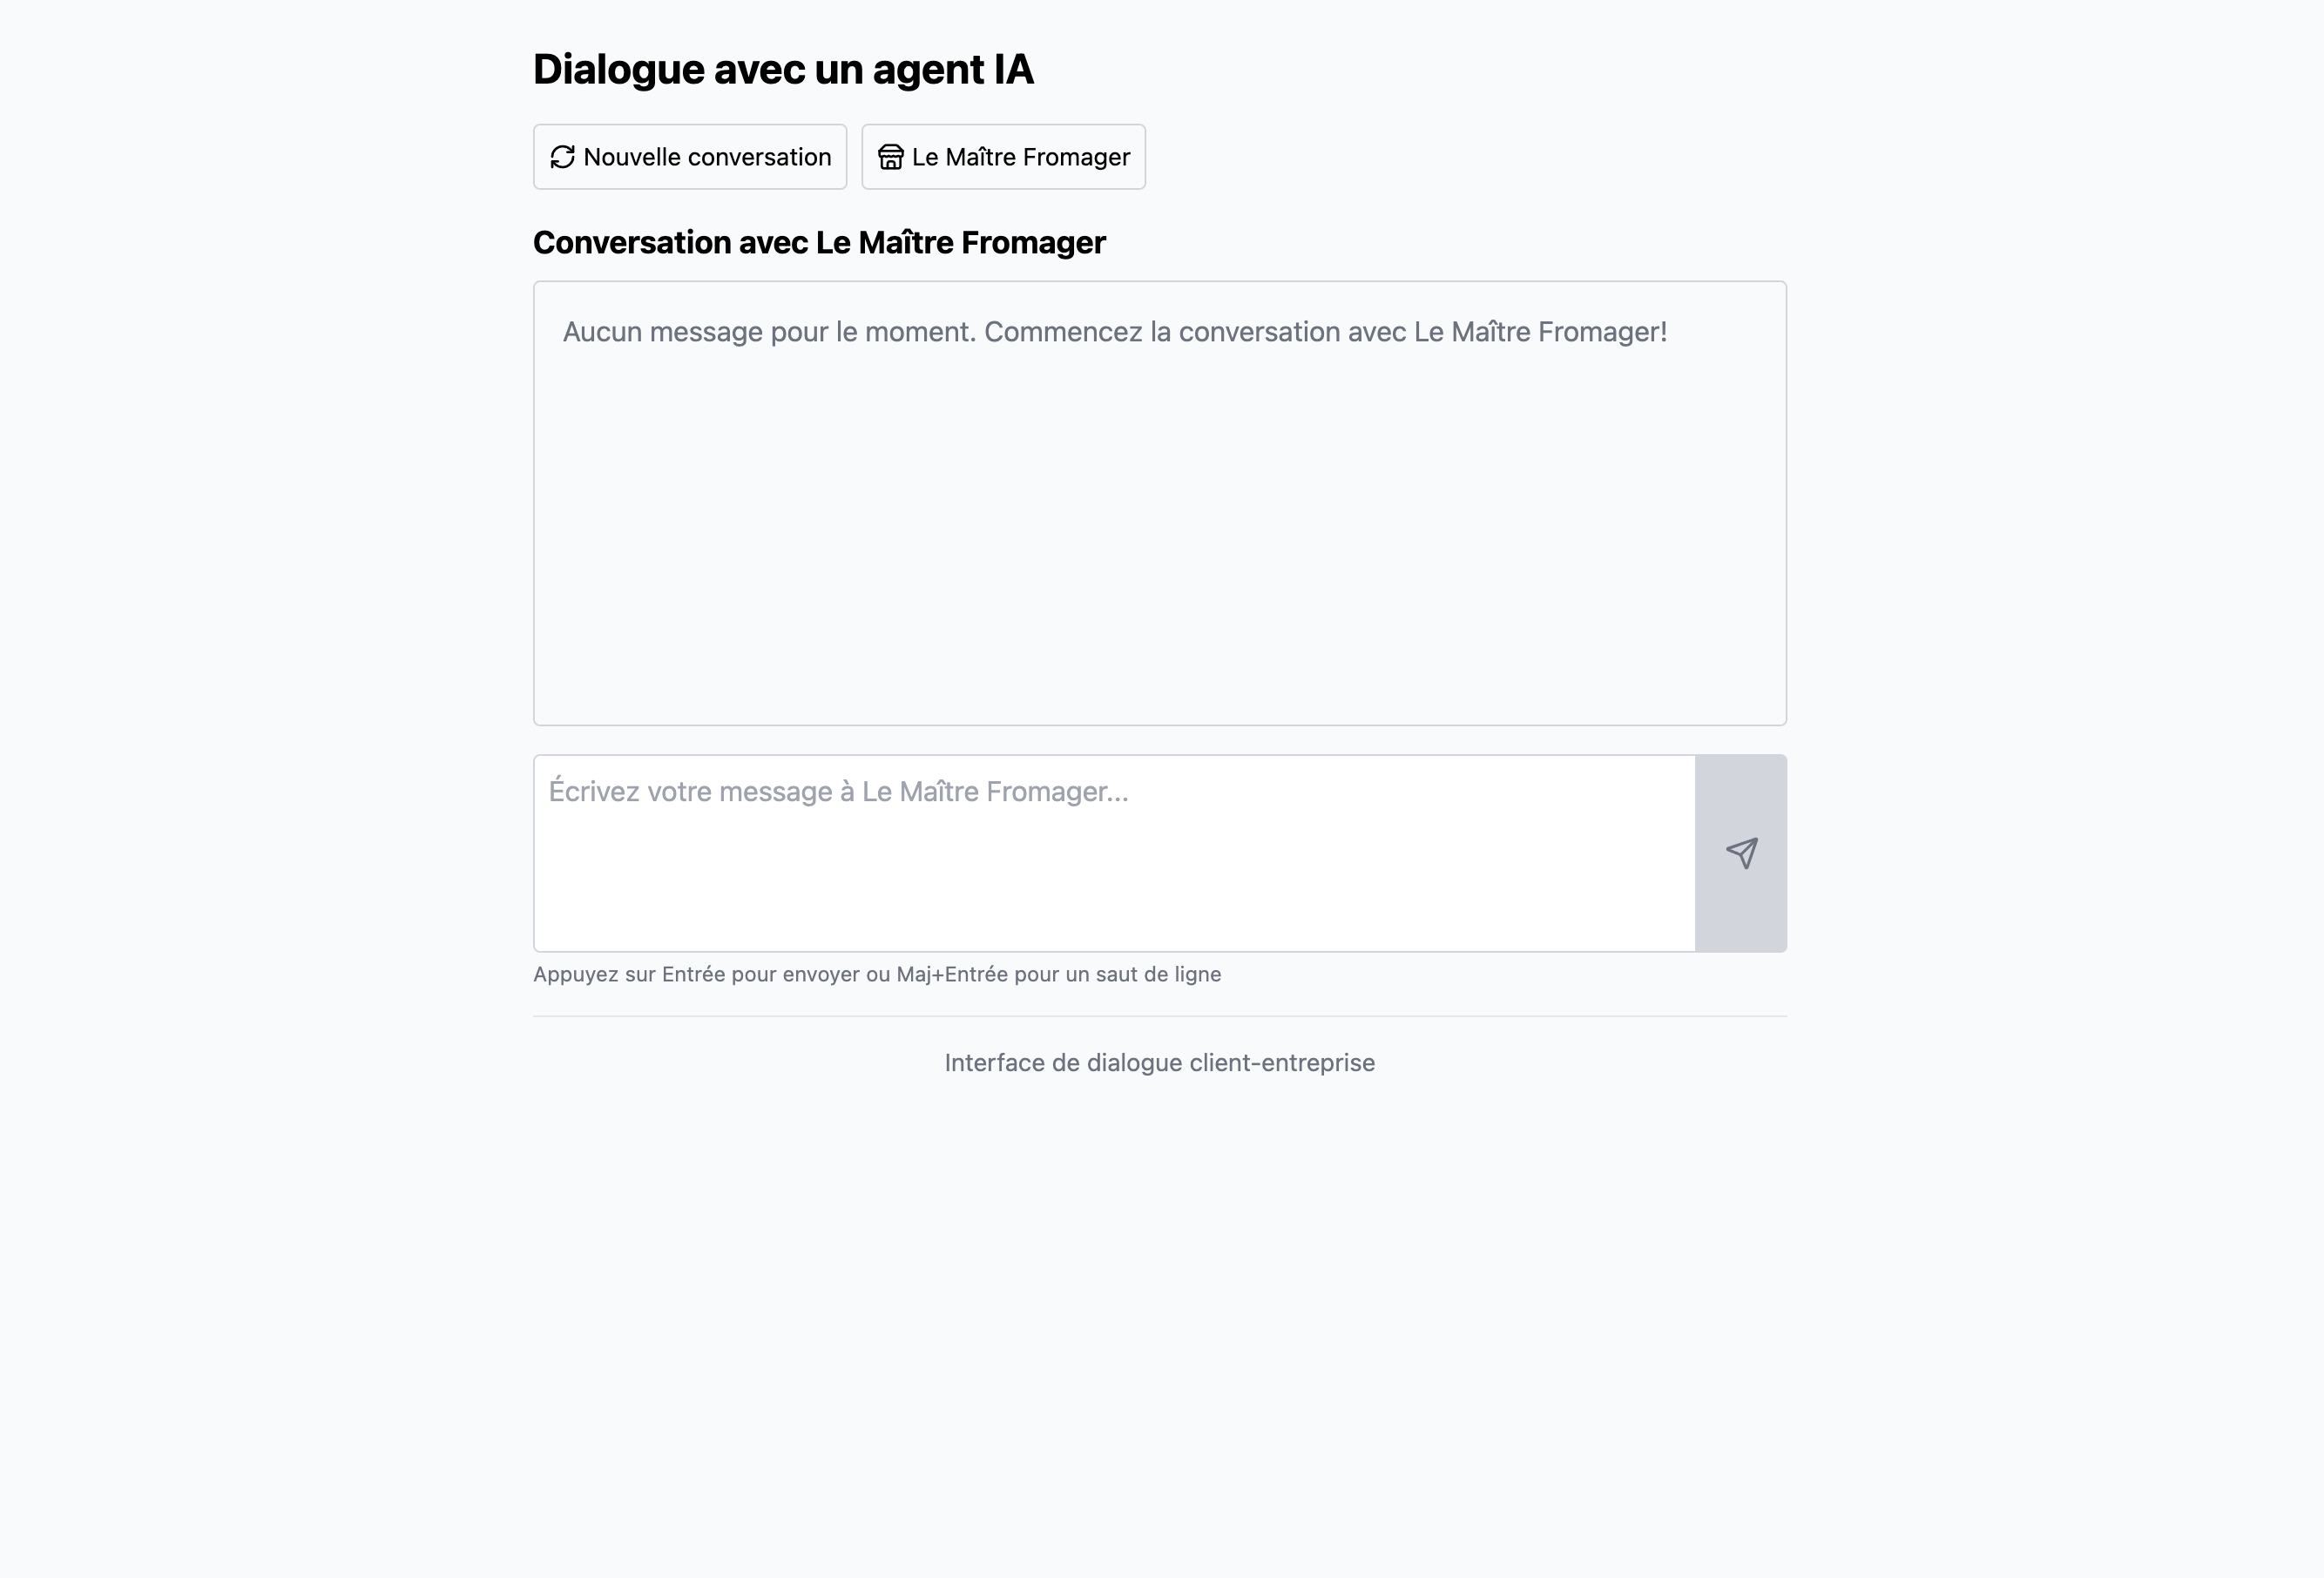 Dialogue avec un agent IA
Nouvelle conversation
Le Maître Fromager
Conversation avec Le Maître Fromager
Aucun message pour le moment. Commencez la conversation avec Le Maître Fromager!
Écrivez votre message à Le Maître Fromager...
Appuyez sur Entrée pour envoyer ou Maj+Entrée pour un saut de ligne
Interface de dialogue client-entreprise